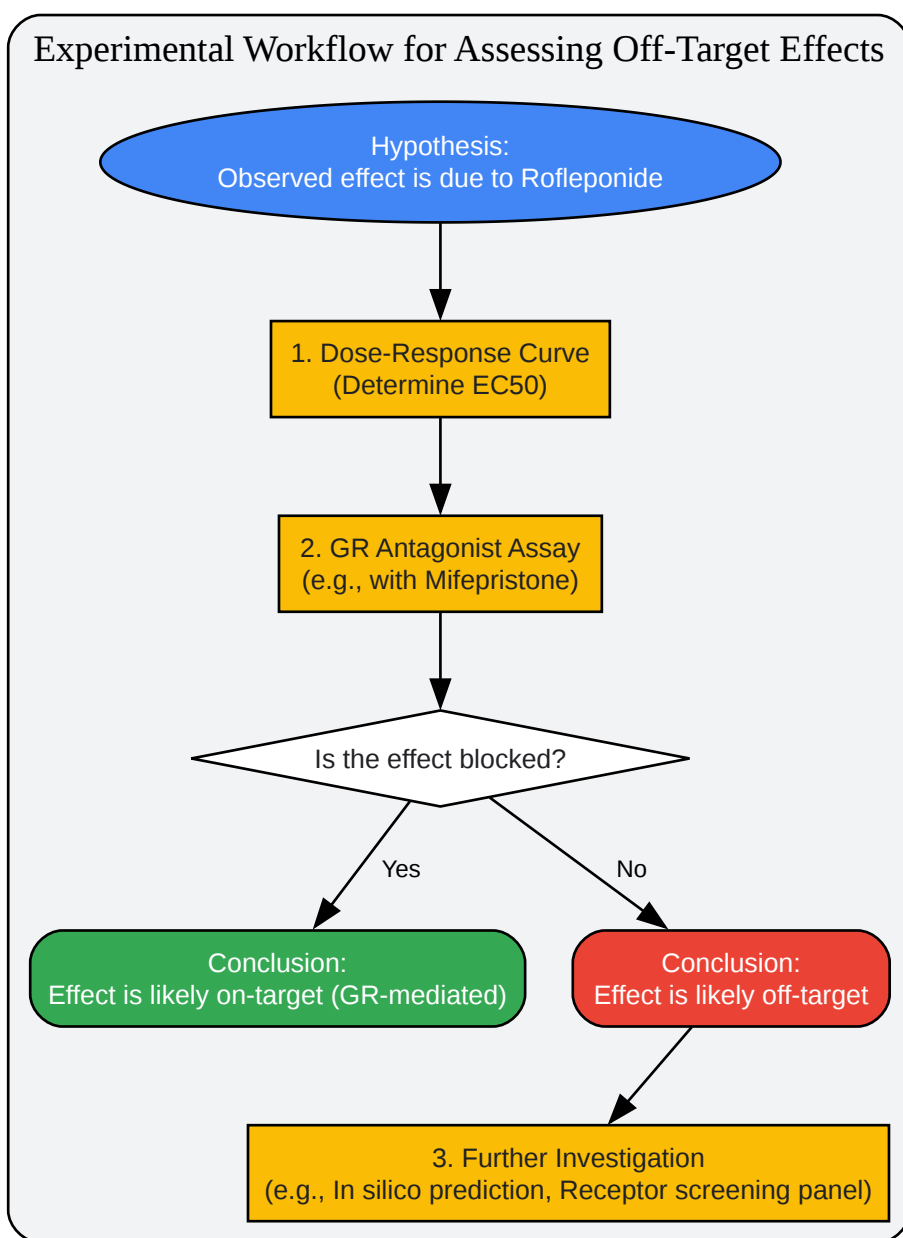 Experimental Workflow for Assessing Off-Target Effects
Hypothesis:
Observed effect is due to Rofleponide
1. Dose-Response Curve
(Determine EC50)
2. GR Antagonist Assay
(e.g., with Mifepristone)
Is the effect blocked?
Yes
No
Conclusion:
Effect is likely on-target (GR-mediated)
Conclusion:
Effect is likely off-target
3. Further Investigation
(e.g., In silico prediction, Receptor screening panel)